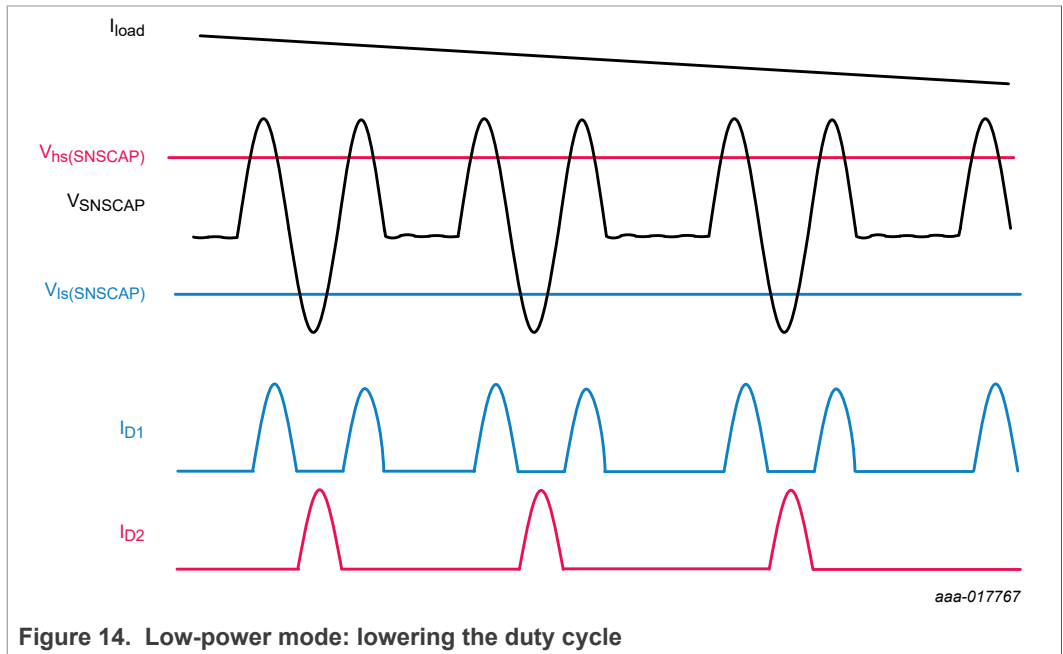 Iload
Vhs(SNSCAP)
VSNSCAP
Vls(SNSCAP)
ID1
ID2
aaa-017767
Figure 14. Low-power mode: lowering the duty cycle